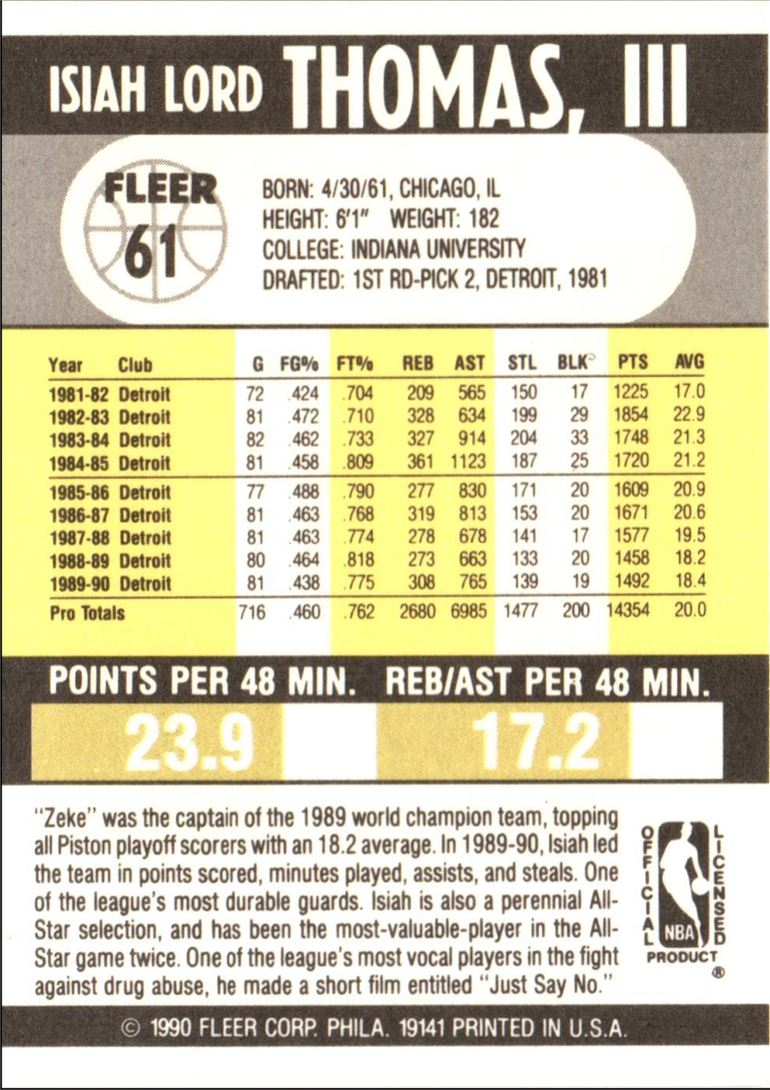 ISIAH LORD THOMAS, III
FLEER
61
BORN: 4/30/61, CHICAGO, IL
HEIGHT: 6'1" WEIGHT: 182
COLLEGE: INDIANA UNIVERSITY
DRAFTED: 1ST RD-PICK 2, DETROIT, 1981
Year Club G FG% FT% REB AST STL BLK PTS AVG
1981-82 Detroit 72 .424 .704 209 565 150 17 1225 17.0
1982-83 Detroit 81 .472 .710 328 634 199 29 1854 22.9
1983-84 Detroit 82 .462 .733 327 914 204 33 1748 21.3
1984-85 Detroit 81 .458 .809 361 1123 187 25 1720 21.2
1985-86 Detroit 77 .488 .790 277 830 171 20 1609 20.9
1986-87 Detroit 81 .463 .768 319 813 153 20 1671 20.6
1987-88 Detroit 81 .463 .774 278 678 141 17 1577 19.5
1988-89 Detroit 80 .464 .818 273 663 133 20 1458 18.2
1989-90 Detroit 81 .438 .775 308 765 139 19 1492 18.4
Pro Totals 716 .460 .762 2680 6985 1477 200 14354 20.0
POINTS PER 48 MIN. REB/AST PER 48 MIN.
23.9 17.2
"Zeke" was the captain of the 1989 world champion team, topping
all Piston playoff scorers with an 18.2 average. In 1989-90, Isiah led
the team in points scored, minutes played, assists, and steals. One
of the league's most durable guards. Isiah is also a perennial All-
Star selection, and has been the most-valuable-player in the All-
Star game twice. One of the league's most vocal players in the fight
against drug abuse, he made a short film entitled "Just Say No."
OFFICIAL LICENSED
NBA
PRODUCT
®
© 1990 FLEER CORP. PHILA. 19141 PRINTED IN U.S.A.